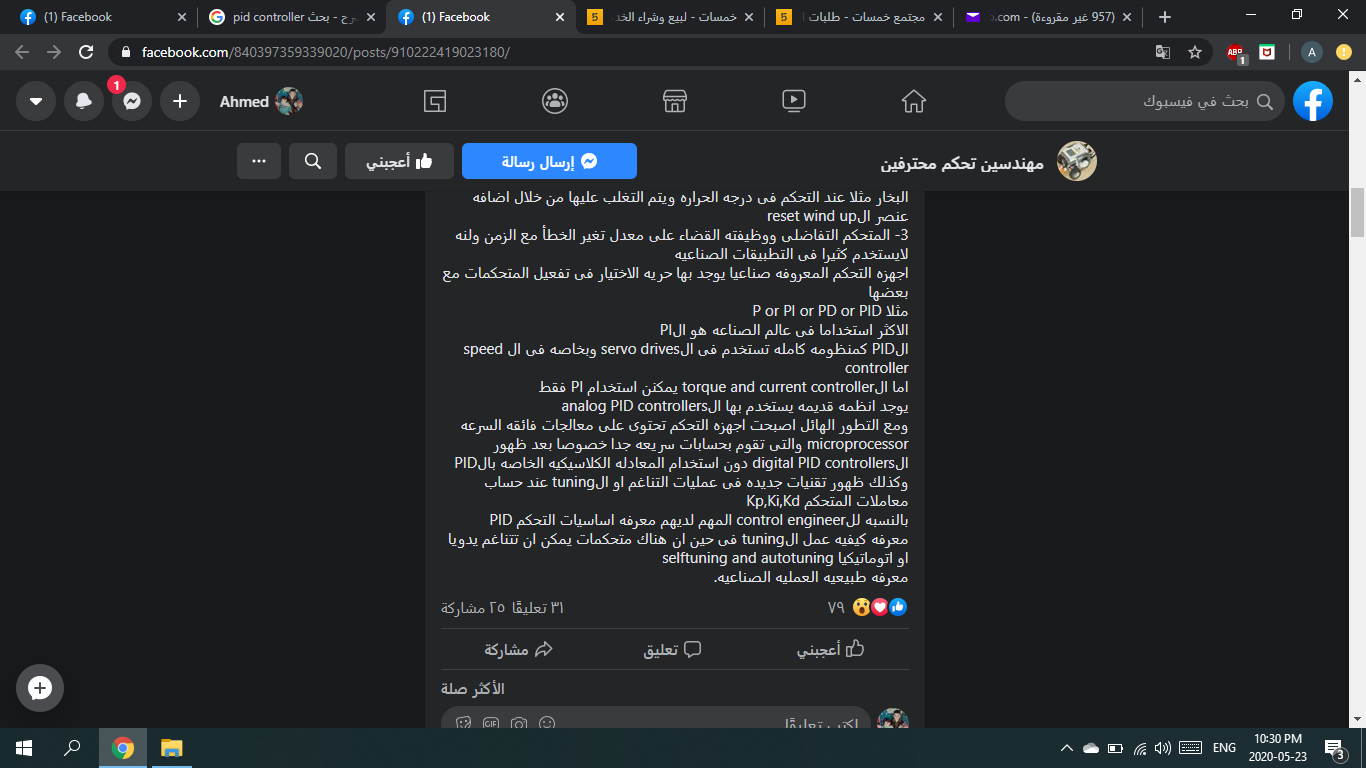 (1) Facebook
pid controller شرح - بحث
(1) Facebook
خمسات - لبيع وشراء الخد
مجتمع خمسات - طلبات ا
(957 غير مقروءة) - o.com
facebook.com/840397359339020/posts/910222419023180/
ABP
1
A
1
Ahmed
بحث في فيسبوك
مهندسين تحكم محترفين
إرسال رسالة
أعجبني
البخار مثلا عند التحكم فى درجه الحراره ويتم التغلب عليها من خلال اضافه
عنصر الreset wind up
3- المتحكم التفاضلى ووظيفته القضاء على معدل تغير الخطأ مع الزمن ولنه
لايستخدم كثيرا فى التطبيقات الصناعيه
اجهزه التحكم المعروفه صناعيا يوجد بها حريه الاختيار فى تفعيل المتحكمات مع
بعضها
مثلا P or PI or PD or PID
الاكثر استخداما فى عالم الصناعه هو الPI
الPID كمنظومه كامله تستخدم فى الservo drives وبخاصه فى ال speed
controller
اما الtorque and current controller يمكنن استخدام PI فقط
يوجد انظمه قديمه يستخدم بها الanalog PID controllers
ومع التطور الهائل اصبحت اجهزه التحكم تحتوى على معالجات فائقه السرعه
microprocessor والتى تقوم بحسابات سريعه جدا خصوصا بعد ظهور
الdigital PID controllers دون استخدام المعادله الكلاسيكيه الخاصه بالPID
وكذلك ظهور تقنيات جديده فى عمليات التناغم او الtuning عند حساب
معاملات المتحكم Kp,Ki,Kd
بالنسبه للcontrol engineer المهم لديهم معرفه اساسيات التحكم PID
معرفه كيفيه عمل الtuning فى حين ان هناك متحكمات يمكن ان تتناغم يدويا
او اتوماتيكيا selftuning and autotuning
معرفه طبيعيه العمليه الصناعيه.
٧٩
٣١ تعليقًا ٢٥ مشاركة
أعجبني
تعليق
مشاركة
الأكثر صلة
اكتب تعليقًا
GIF
ENG
10:30 PM
2020-05-23
3